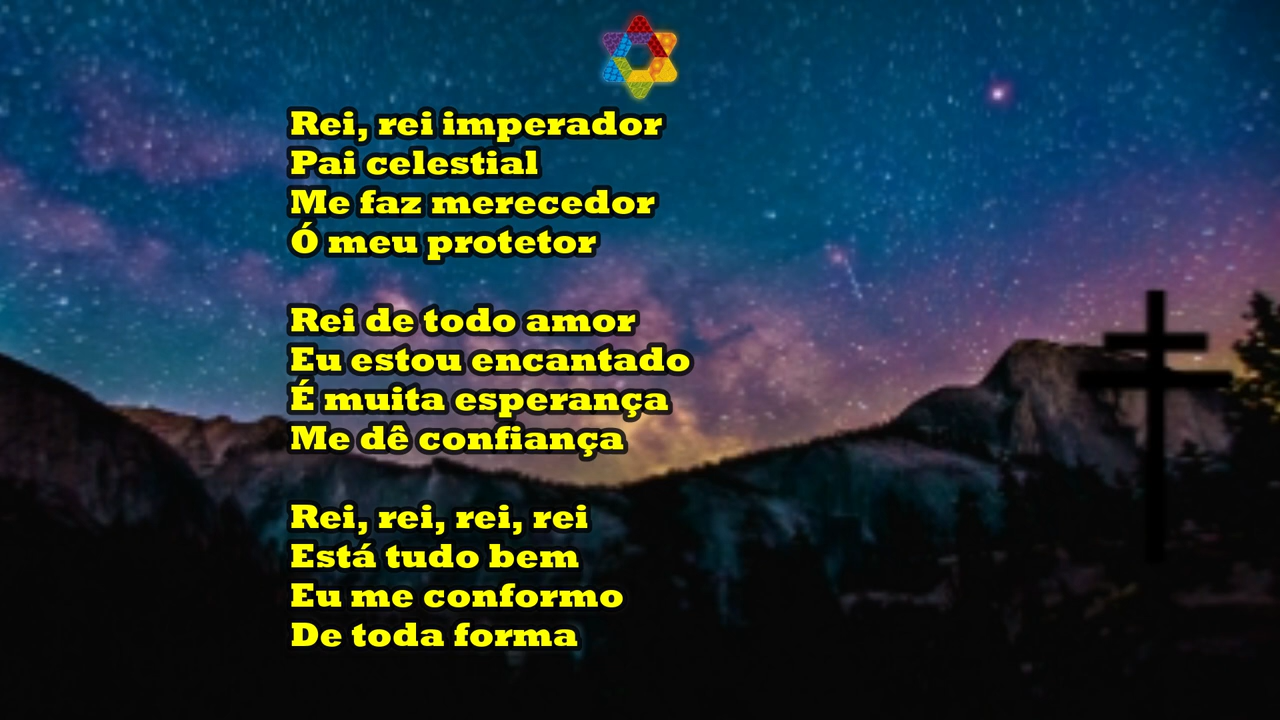 Rei, rei imperador
Pai celestial
Me faz merecedor
Ó meu protetor
Rei de todo amor
Eu estou encantado
É muita esperança
Me dê confiança
Rei, rei, rei, rei
Está tudo bem
Eu me conformo
De toda forma